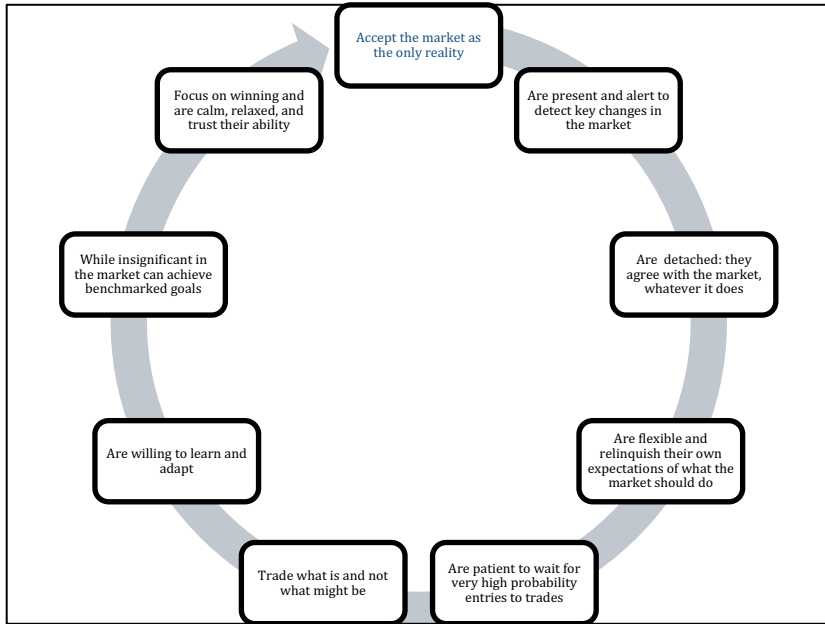 Accept the market as
the only reality
Are present and alert to
detect key changes in
the market
Are  detached: they
agree with the market,
whatever it does
Are flexible and
relinquish their own
expectations of what the
market should do
Are patient to wait for
very high probability
entries to trades
Trade what is and not
what might be
Are willing to learn and
adapt
While insignificant in
the market can achieve
benchmarked goals
Focus on winning and
are calm, relaxed, and
trust their ability